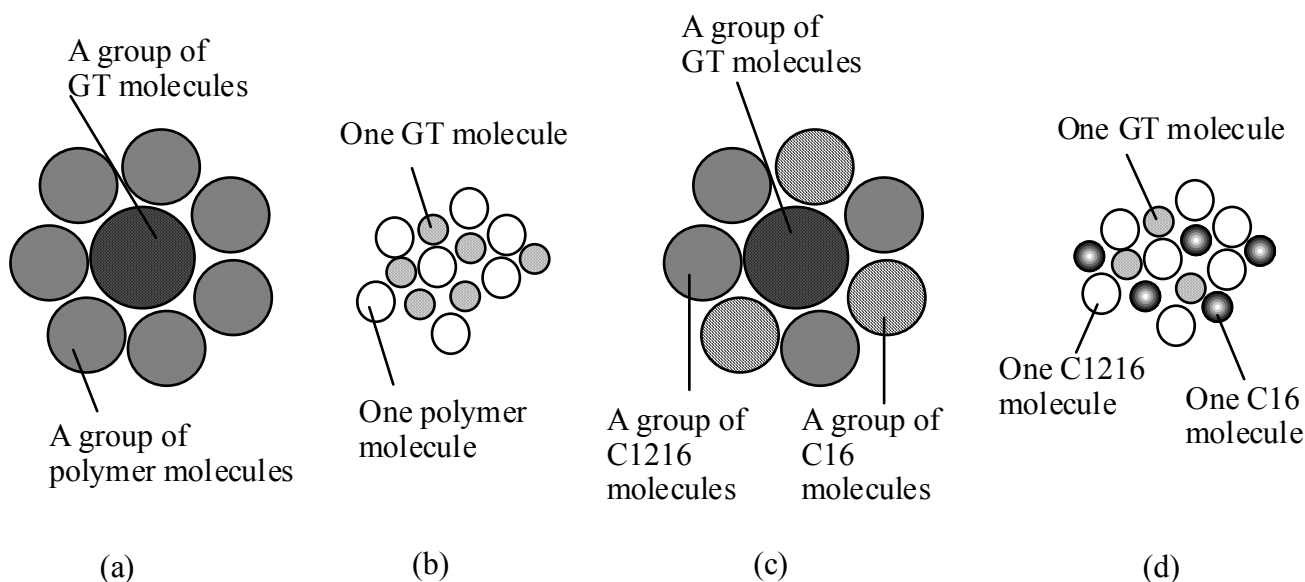 A group of
GT molecules
A group of
polymer molecules
(a)
One GT molecule
One polymer
molecule
(b)
A group of
GT molecules
A group of
C1216
molecules
A group of
C16
molecules
(c)
One GT molecule
One C1216
molecule
One C16
molecule
(d)